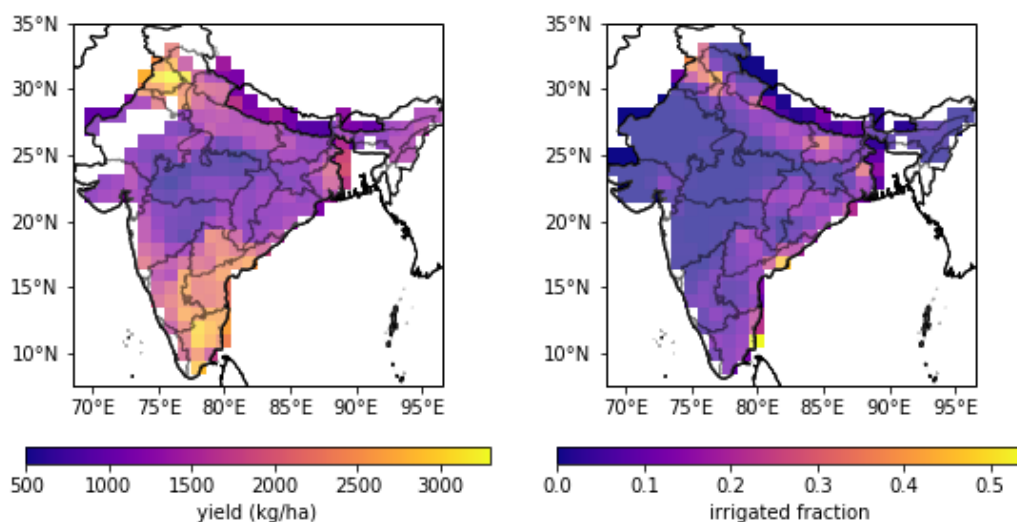 35°N
30°N
25°N
20°N
15°N
10°N
70°E 75°E 80°E 85°E 90°E 95°E
500 1000 1500 2000 2500 3000
yield (kg/ha)
35°N
30°N
25°N
20°N
15°N
10°N
70°E 75°E 80°E 85°E 90°E 95°E
0.0 0.1 0.2 0.3 0.4 0.5
irrigated fraction